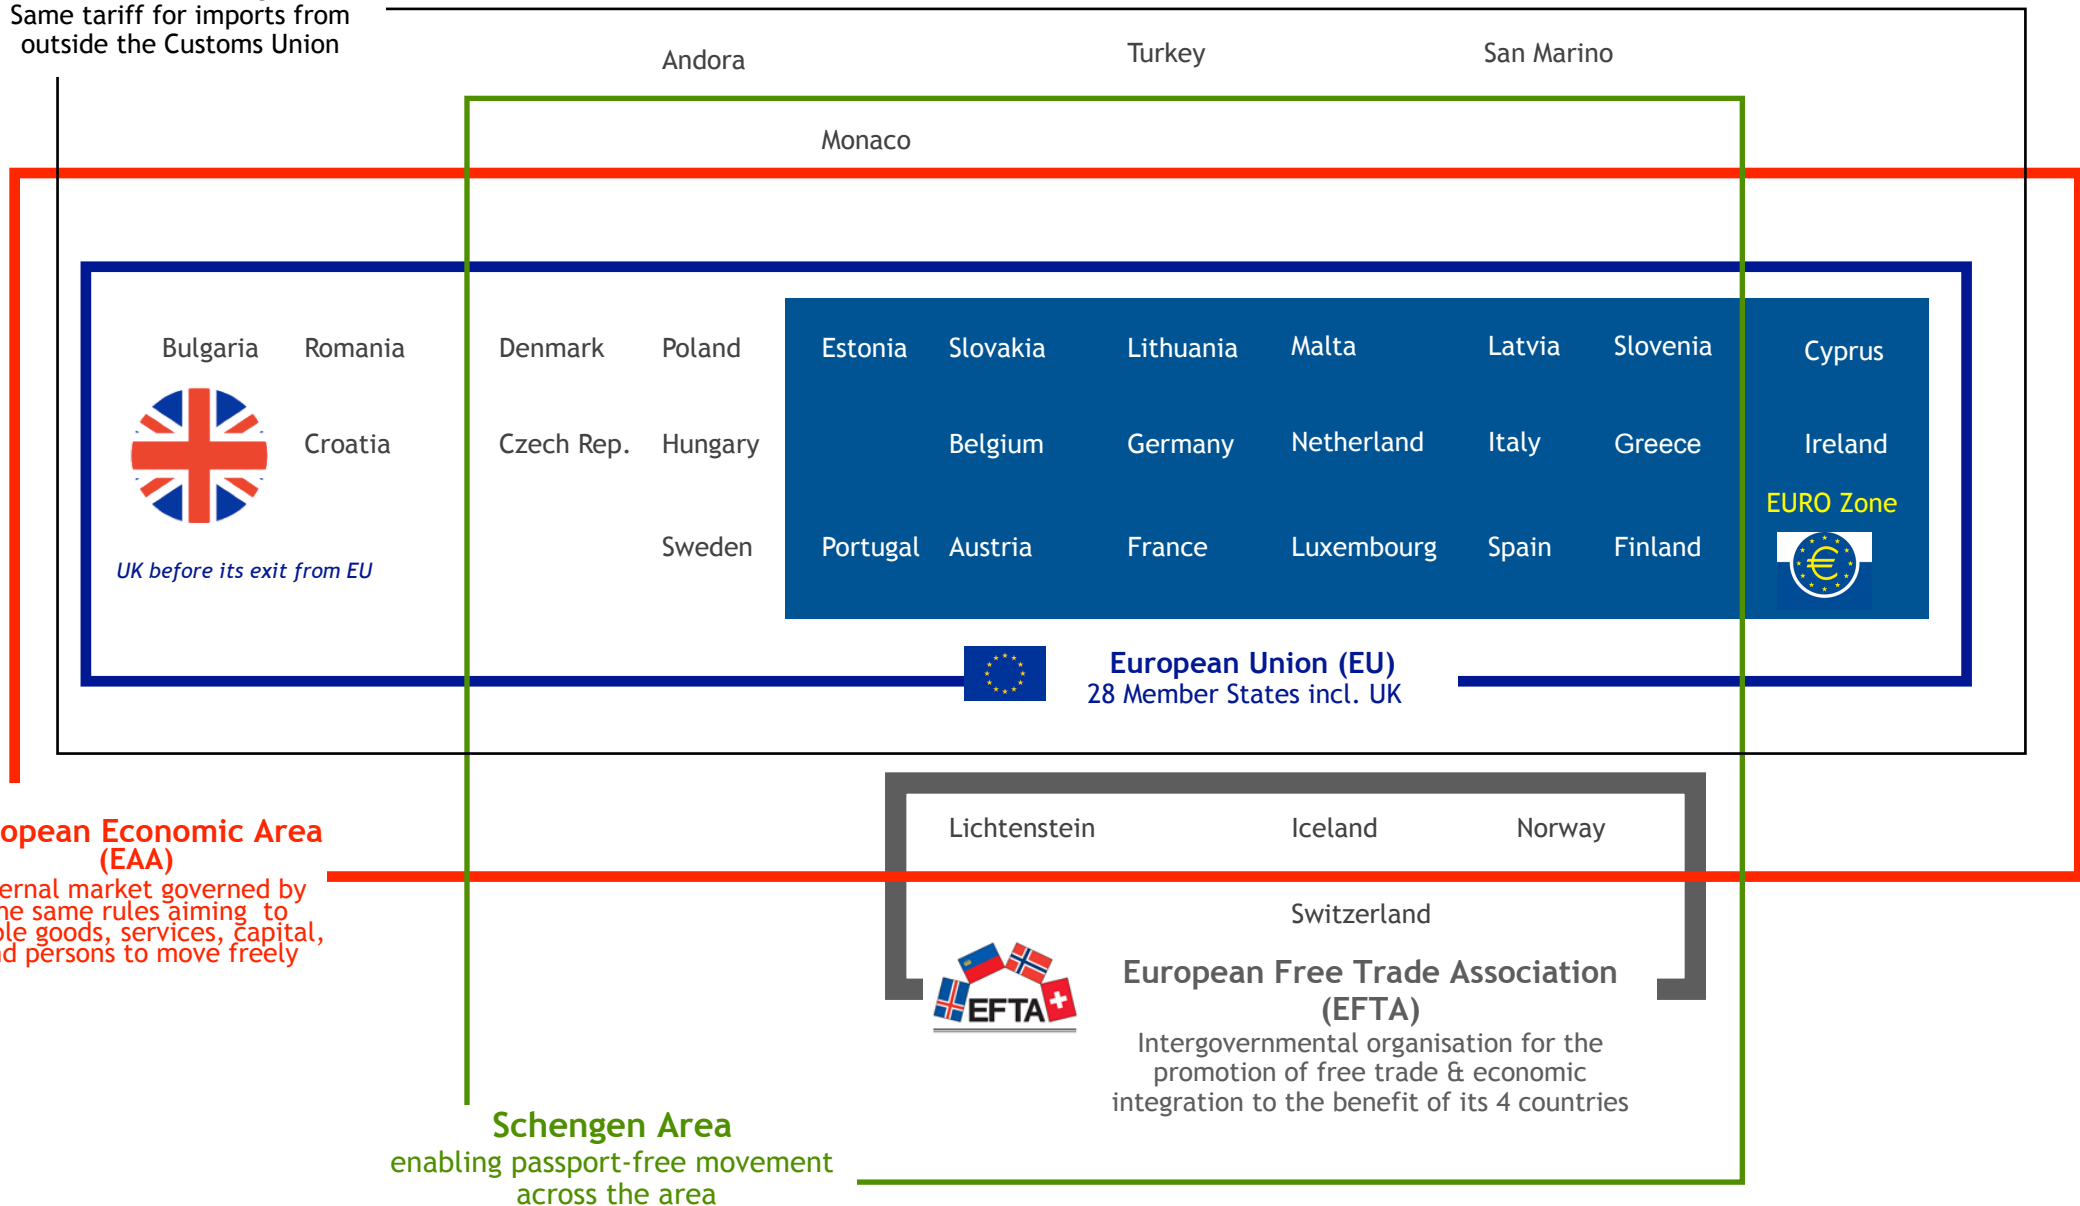 Same tariff for imports from
outside the Customs Union
Andora
Turkey
San Marino
Monaco
Bulgaria Romania Denmark Poland Estonia Slovakia Lithuania Malta Latvia Slovenia Cyprus
Croatia Czech Rep. Hungary Belgium Germany Netherland Italy Greece Ireland
EURO Zone
Sweden Portugal Austria France Luxembourg Spain Finland
€
UK before its exit from EU
European Union (EU)
28 Member States incl. UK
Lichtenstein Iceland Norway
opean Economic Area
(EAA)
ernal market governed by
same rules aiming to
goods, services, capital,
persons to move freely
Switzerland
EFTA
European Free Trade Association
(EFTA)
Intergovernmental organisation for the
promotion of free trade & economic
integration to the benefit of its 4 countries
Schengen Area
enabling passport-free movement
across the area